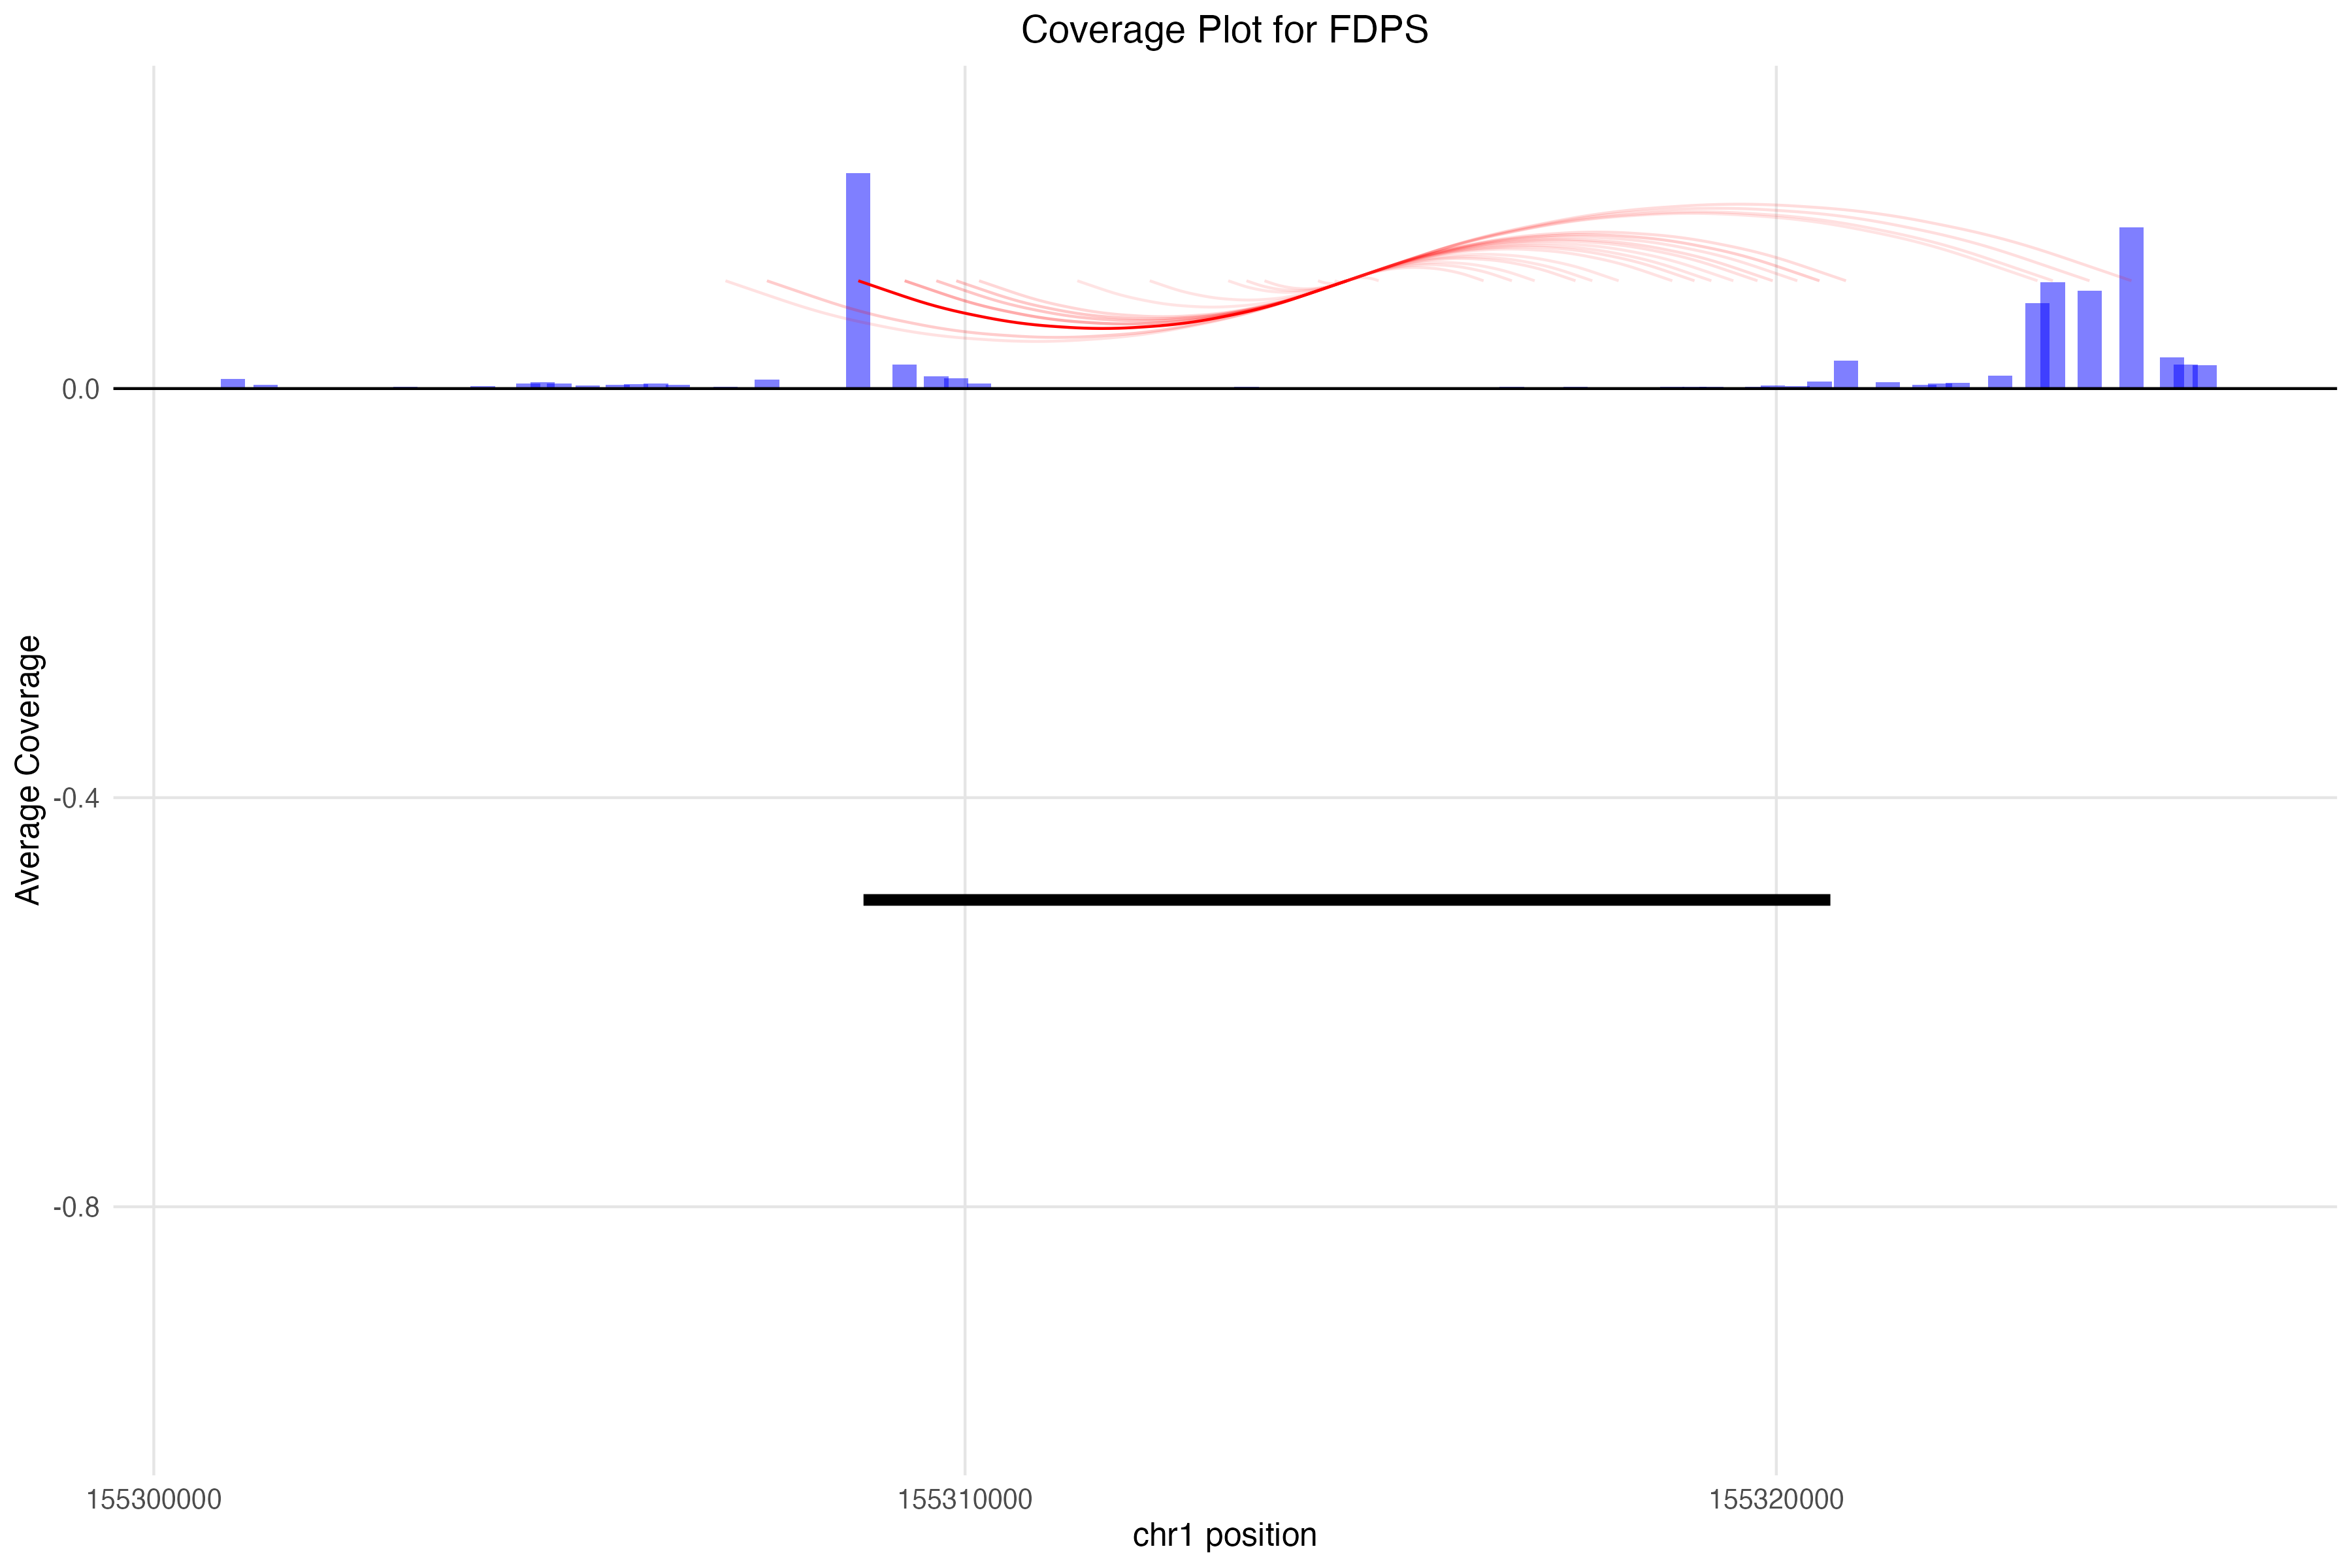 Coverage Plot for FDPS
Average Coverage
0.0
-0.4
-0.8
155300000
155310000
155320000
chr1 position